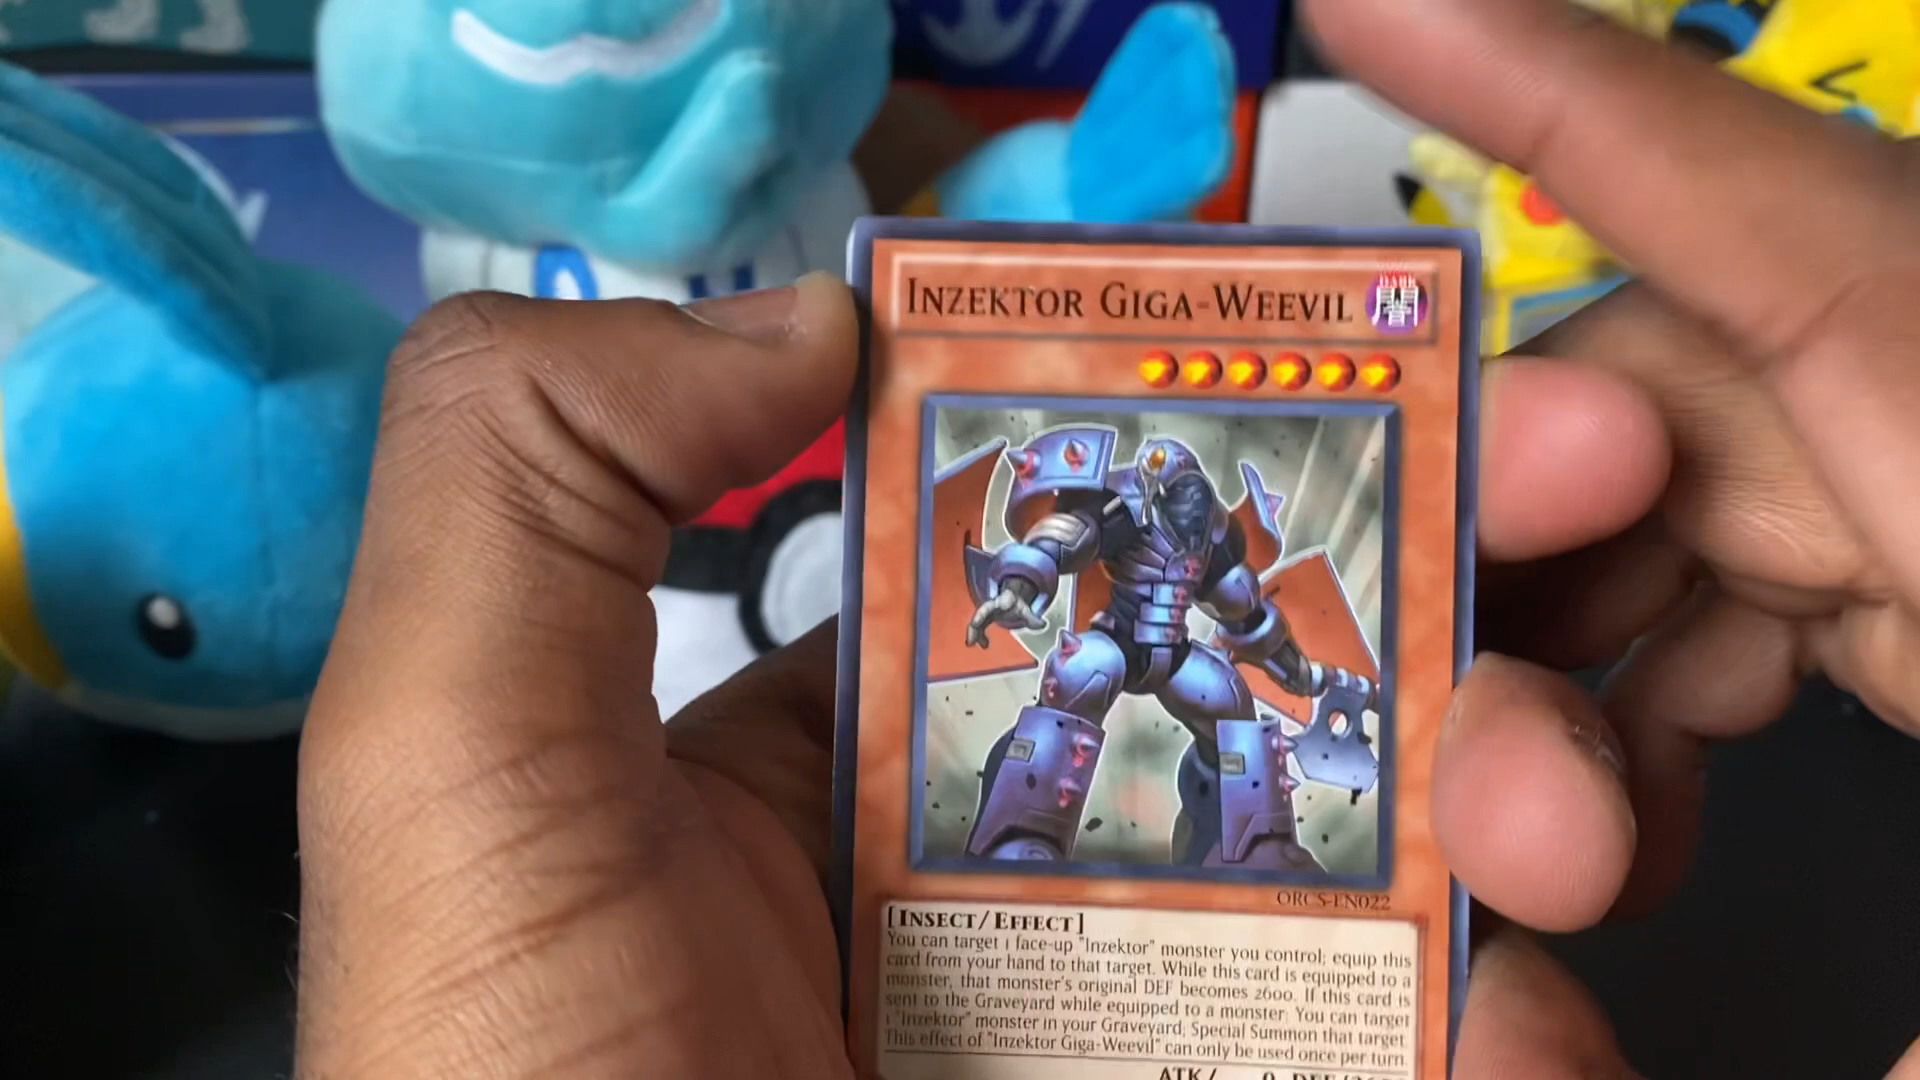 INZEKTOR GIGA-WEEVIL
DARK
ORCS-EN022
[INSECT/EFFECT]
You can target 1 face-up "Inzektor" monster you control; equip this
card from your hand to that target. While this card is equipped to a
monster, that monster's original DEF becomes 2600. If this card is
sent to the Graveyard while equipped to a monster: You can target
1 "Inzektor" monster in your Graveyard; Special Summon that target.
This effect of "Inzektor Giga-Weevil" can only be used once per turn.
ATK/ 0 DEF/2600